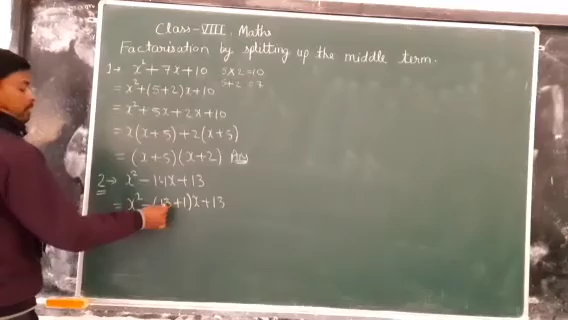 Class-VIII, Maths
Factorisation by splitting up the middle term.
1→ x² + 7x + 10 5×2=10
= x² + (5+2)x + 10 5+2=7
= x² + 5x + 2x + 10
= x(x+5) + 2(x+5)
= (x+5)(x+2) Ans
2→ x² - 14x + 13
= x² - (13+1)x + 13